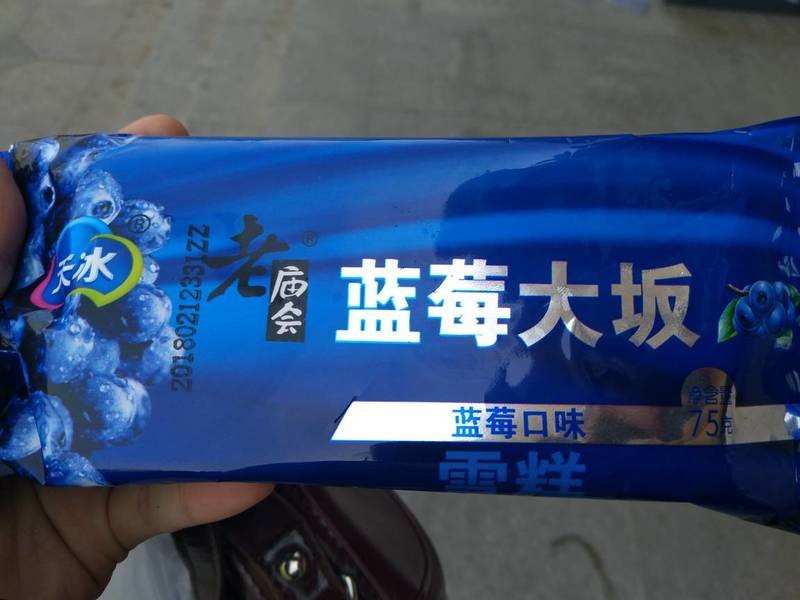 天冰®
20180212331ZZ
老庙会®
蓝莓大坂
蓝莓口味
净含量
75克
雪糕